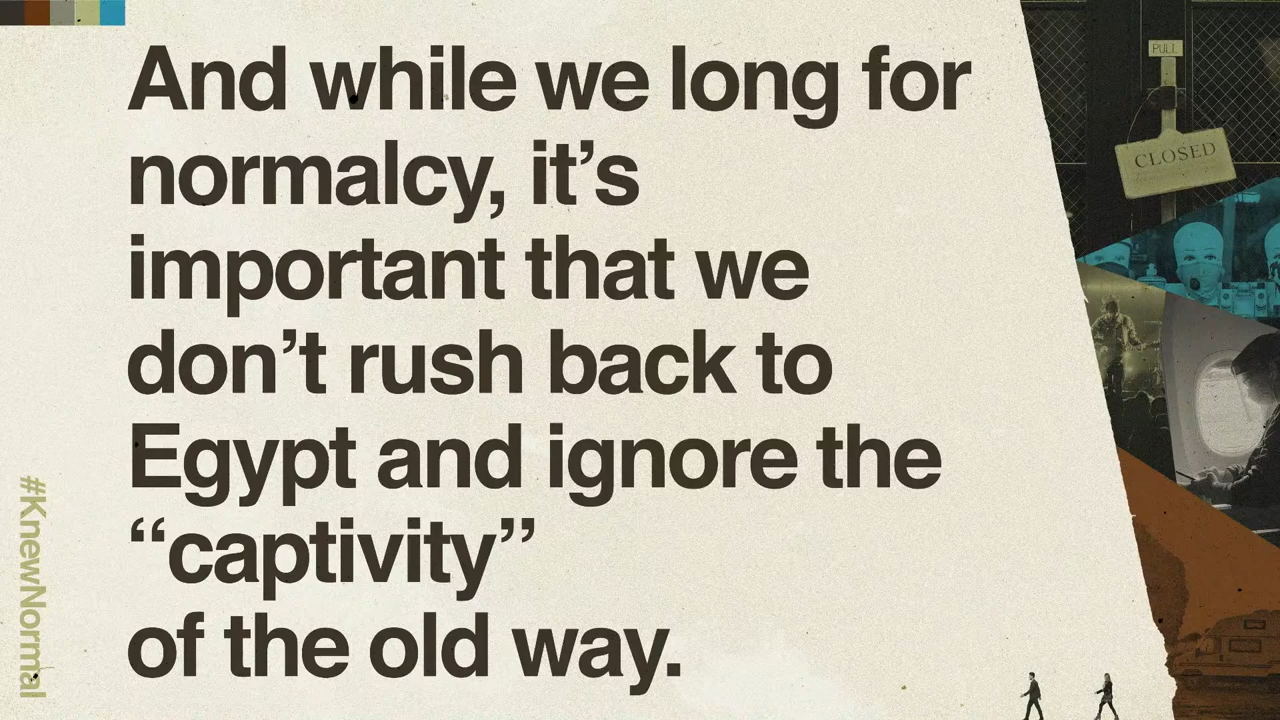 And while we long for
normalcy, it’s
important that we
don’t rush back to
Egypt and ignore the
“captivity”
of the old way.
#KnewNormal
PULL
CLOSED